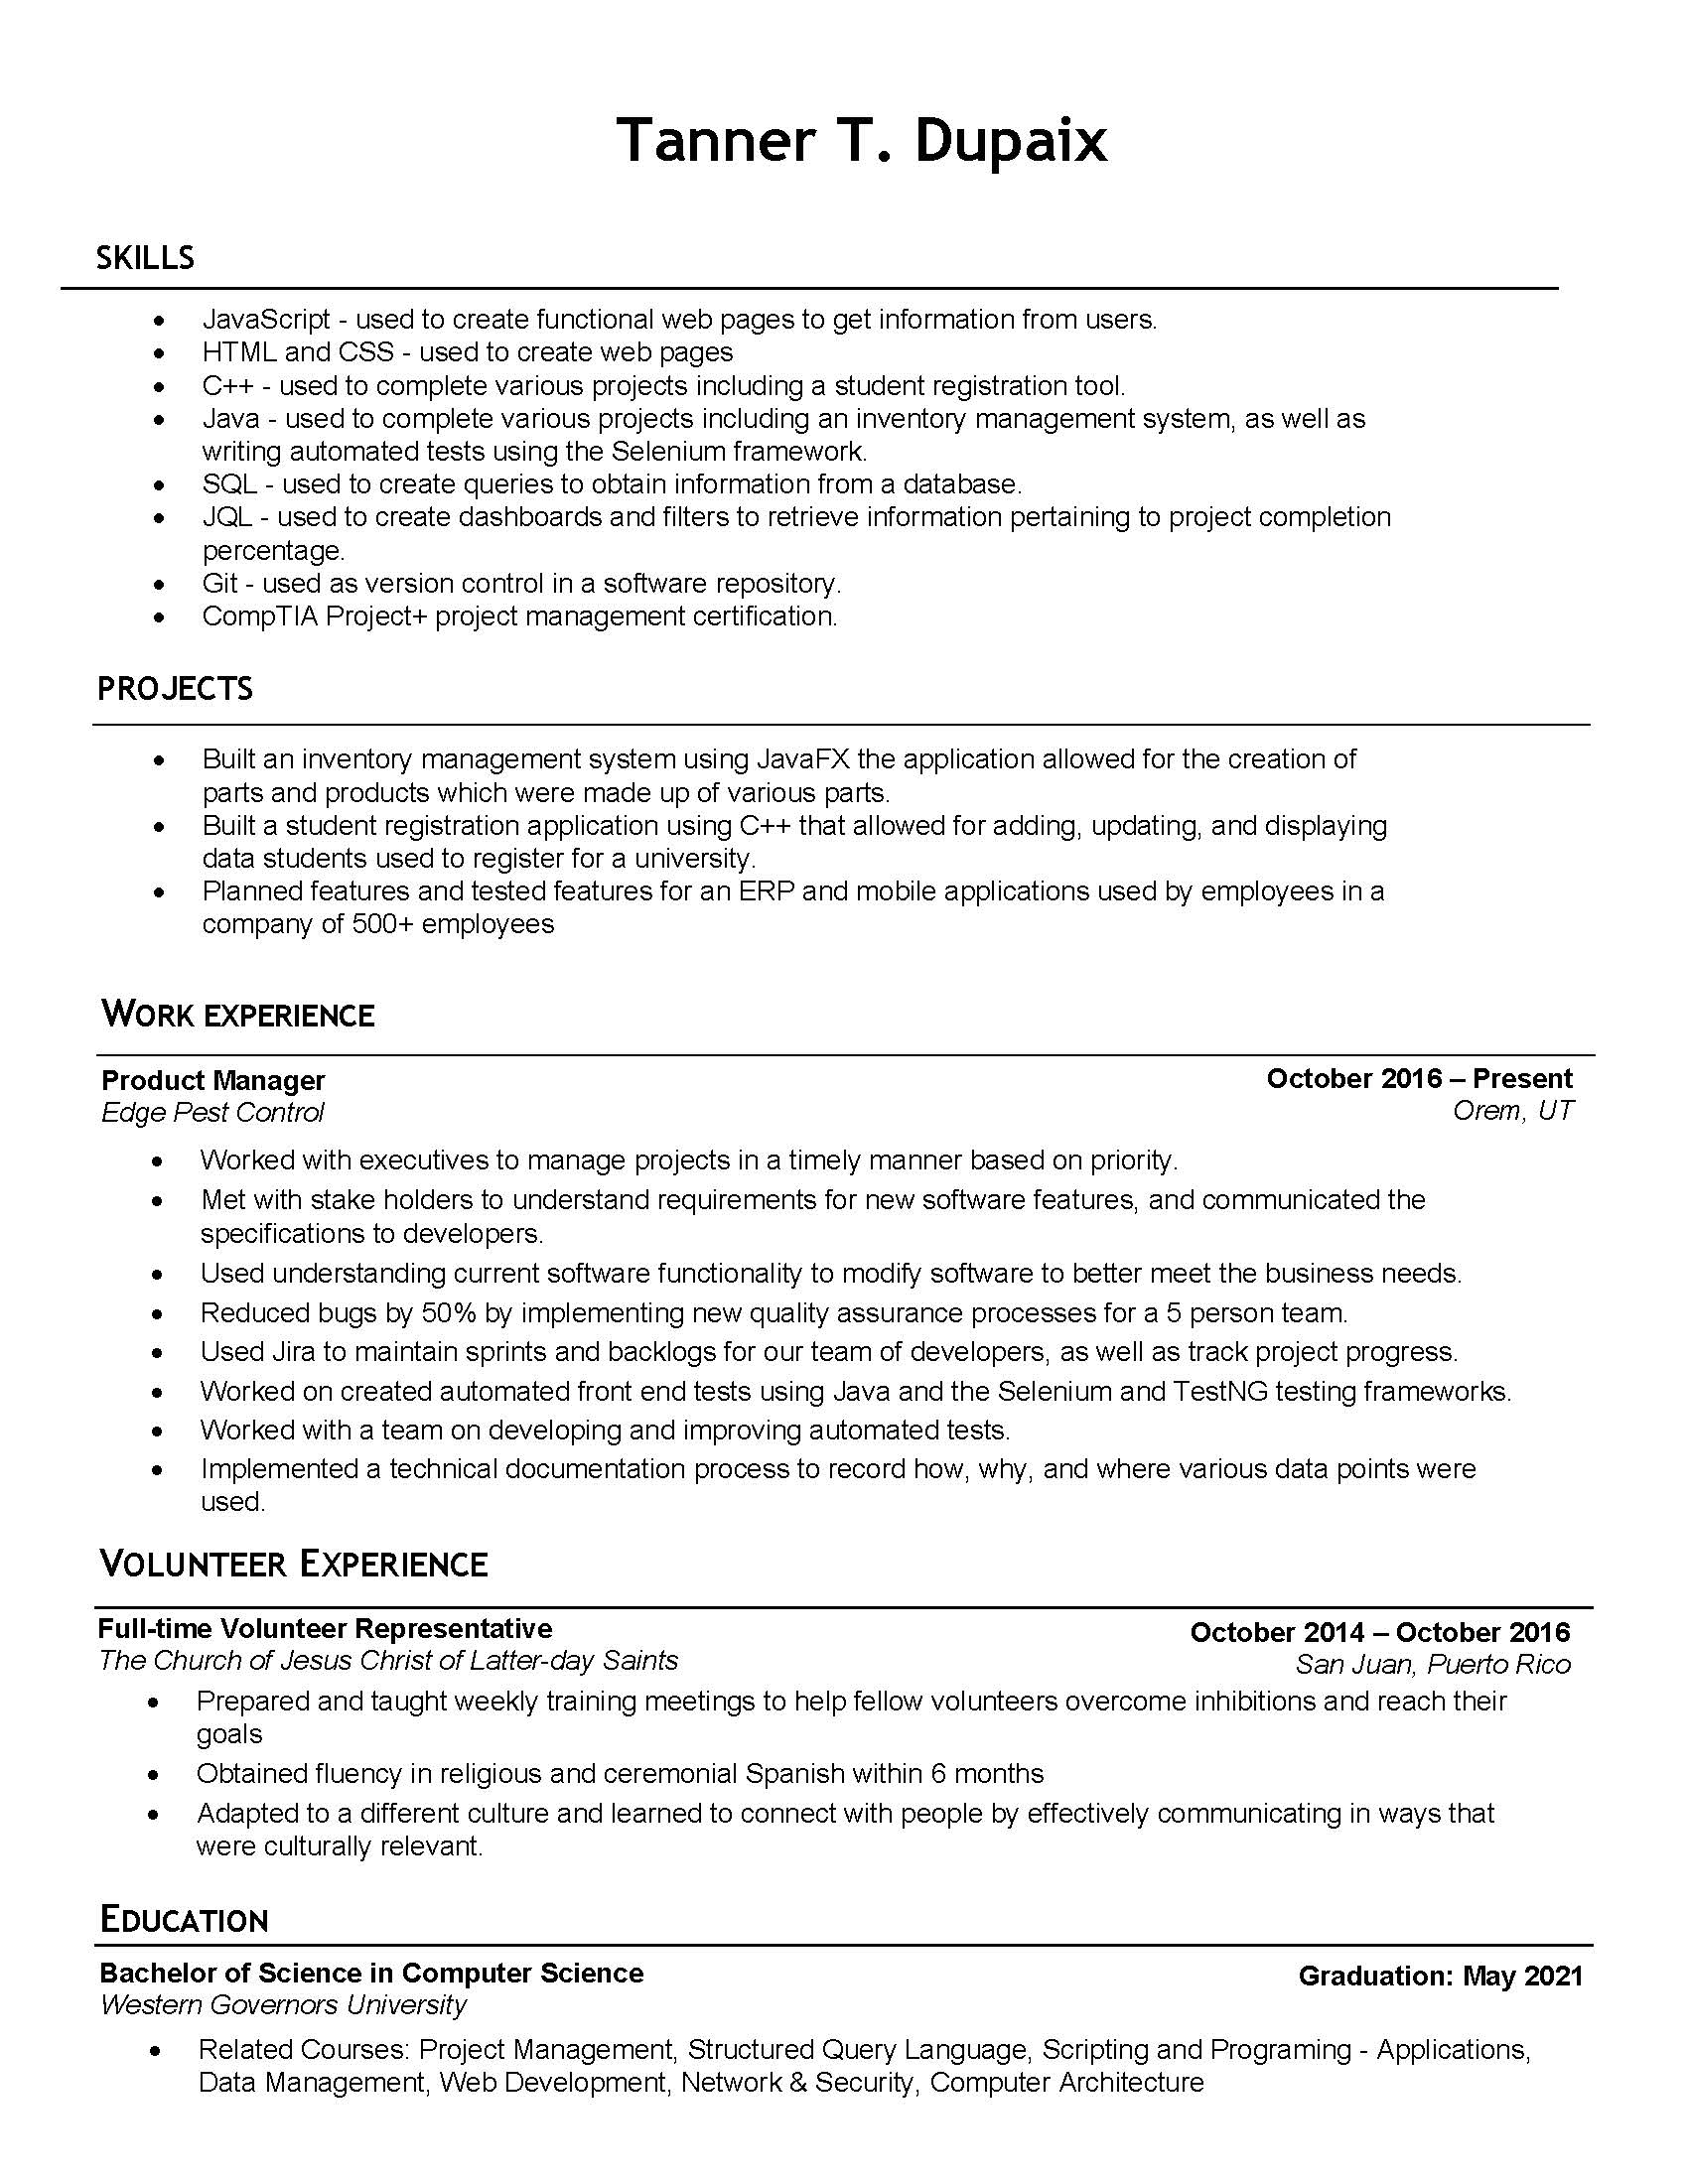 Tanner T. Dupaix
SKILLS
• JavaScript - used to create functional web pages to get information from users.
• HTML and CSS - used to create web pages
• C++ - used to complete various projects including a student registration tool.
• Java - used to complete various projects including an inventory management system, as well as
writing automated tests using the Selenium framework.
• SQL - used to create queries to obtain information from a database.
• JQL - used to create dashboards and filters to retrieve information pertaining to project completion
percentage.
• Git - used as version control in a software repository.
• CompTIA Project+ project management certification.
PROJECTS
• Built an inventory management system using JavaFX the application allowed for the creation of
parts and products which were made up of various parts.
• Built a student registration application using C++ that allowed for adding, updating, and displaying
data students used to register for a university.
• Planned features and tested features for an ERP and mobile applications used by employees in a
company of 500+ employees
WORK EXPERIENCE
Product Manager October 2016 – Present
Edge Pest Control Orem, UT
• Worked with executives to manage projects in a timely manner based on priority.
• Met with stake holders to understand requirements for new software features, and communicated the
specifications to developers.
• Used understanding current software functionality to modify software to better meet the business needs.
• Reduced bugs by 50% by implementing new quality assurance processes for a 5 person team.
• Used Jira to maintain sprints and backlogs for our team of developers, as well as track project progress.
• Worked on created automated front end tests using Java and the Selenium and TestNG testing frameworks.
• Worked with a team on developing and improving automated tests.
• Implemented a technical documentation process to record how, why, and where various data points were
used.
VOLUNTEER EXPERIENCE
Full-time Volunteer Representative October 2014 – October 2016
The Church of Jesus Christ of Latter-day Saints San Juan, Puerto Rico
• Prepared and taught weekly training meetings to help fellow volunteers overcome inhibitions and reach their
goals
• Obtained fluency in religious and ceremonial Spanish within 6 months
• Adapted to a different culture and learned to connect with people by effectively communicating in ways that
were culturally relevant.
EDUCATION
Bachelor of Science in Computer Science Graduation: May 2021
Western Governors University
• Related Courses: Project Management, Structured Query Language, Scripting and Programing - Applications,
Data Management, Web Development, Network & Security, Computer Architecture